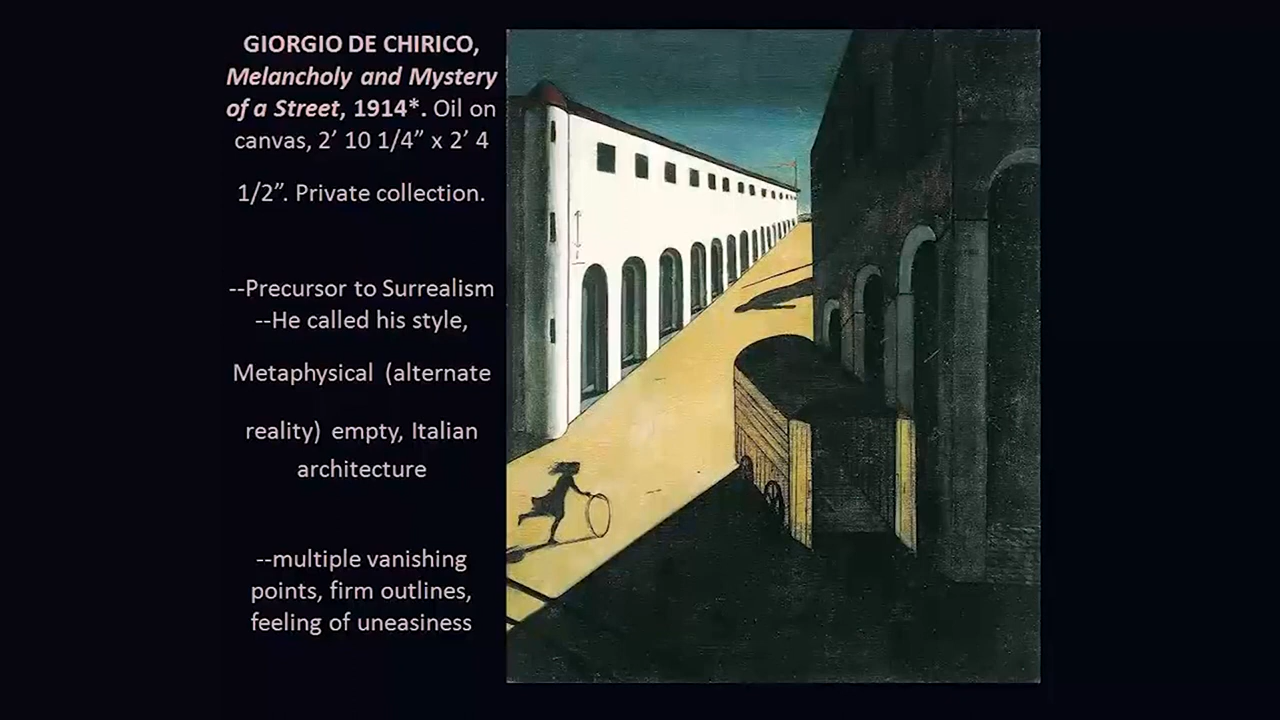 GIORGIO DE CHIRICO,
Melancholy and Mystery
of a Street, 1914*. Oil on
canvas, 2’ 10 1/4” x 2’ 4
1/2”. Private collection.
--Precursor to Surrealism
--He called his style,
Metaphysical (alternate
reality) empty, Italian
architecture
--multiple vanishing
points, firm outlines,
feeling of uneasiness